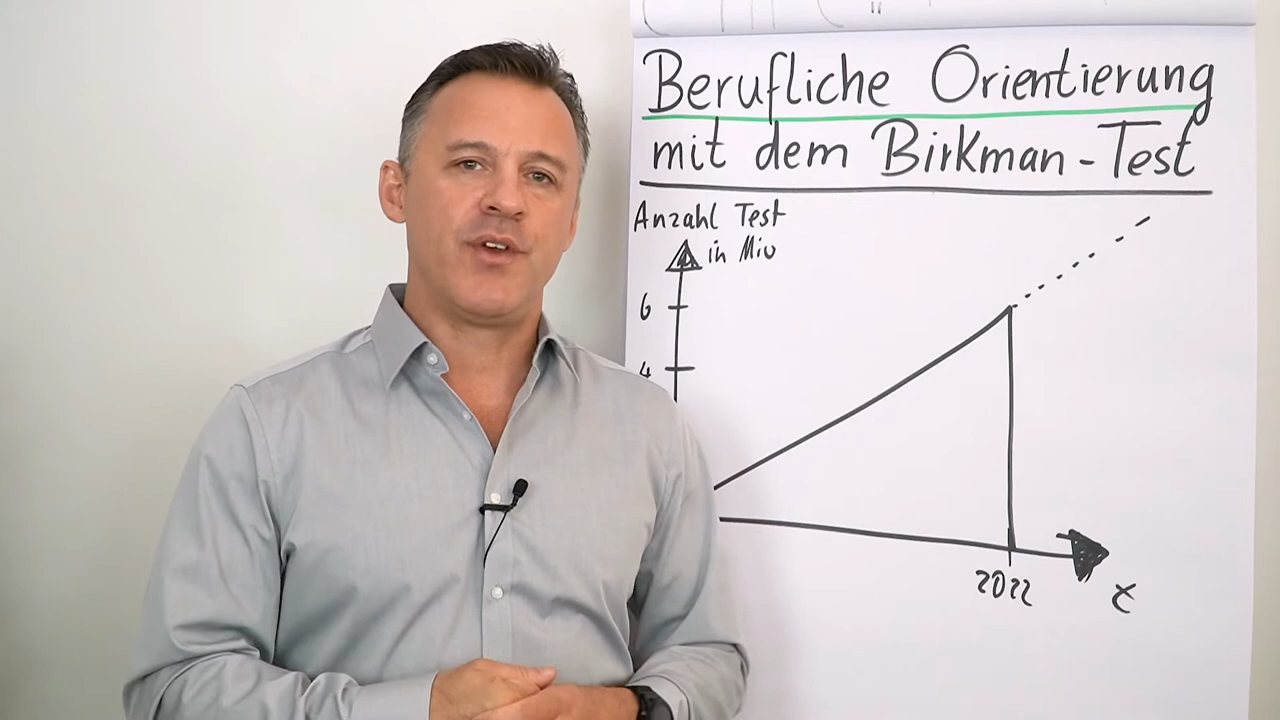 Berufliche Orientierung
mit dem Birkman-Test
Anzahl Test
in Mio
6
4
2022